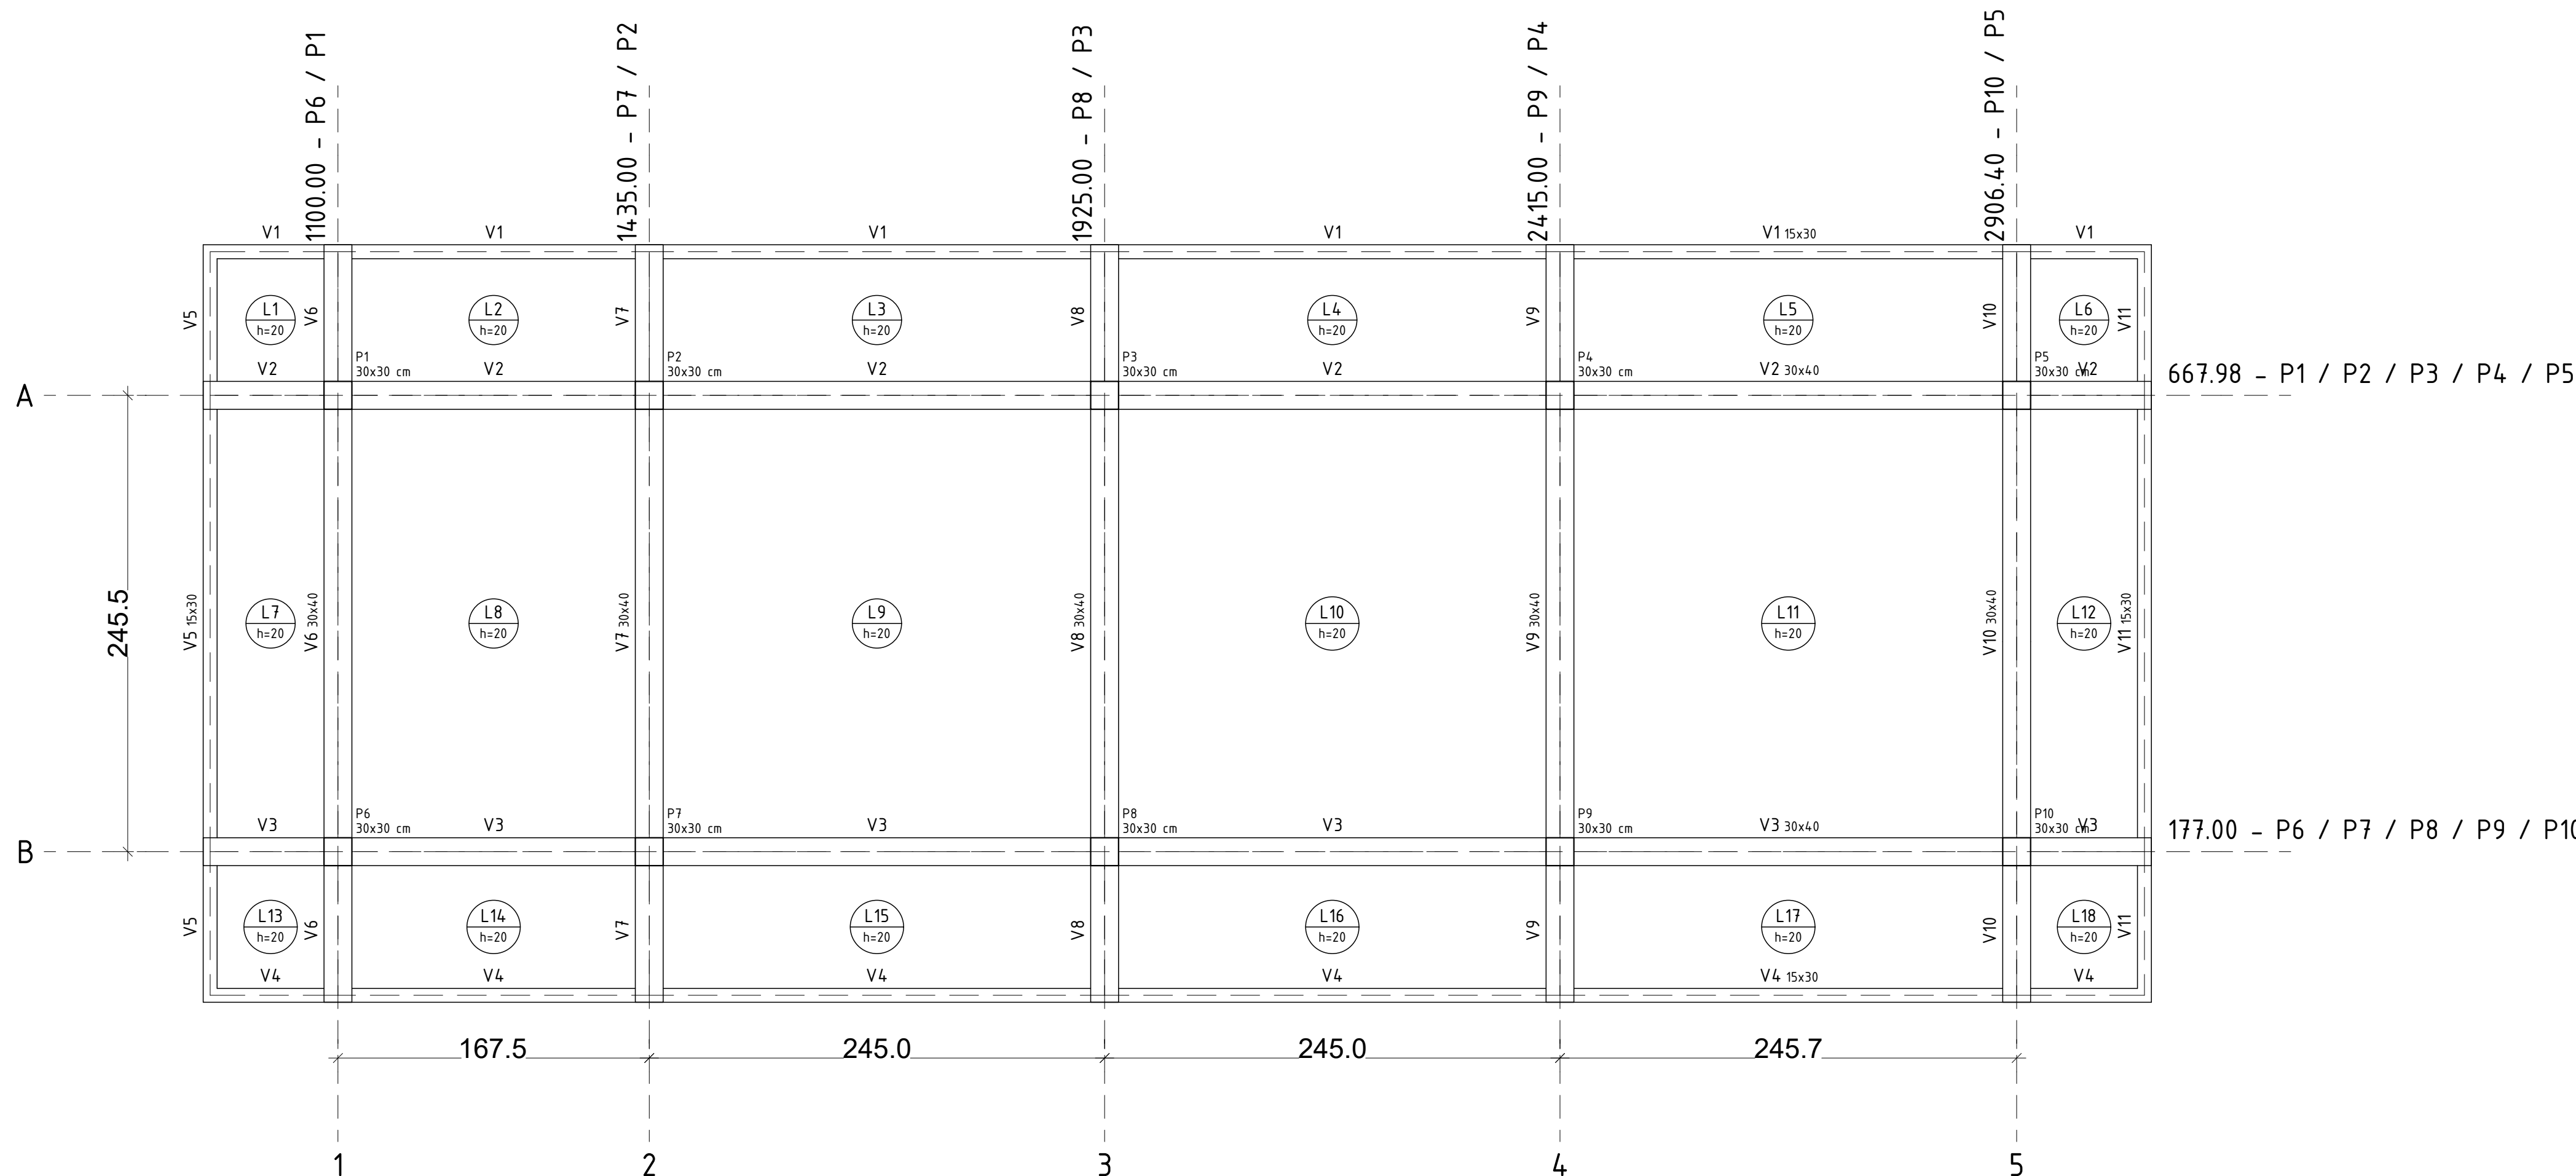 1100.00 - P6 / P1
1435.00 - P7 / P2
1925.00 - P8 / P3
2415.00 - P9 / P4
2906.40 - P10 / P5
V1
V1
V1
V1
V1 15x30
V1
V5
L1
h=20
V6
L2
h=20
V7
L3
h=20
V8
L4
h=20
V9
L5
h=20
V10
L6
h=20
V11
V2
P1
30x30 cm
V2
P2
30x30 cm
V2
P3
30x30 cm
V2
P4
30x30 cm
V2 30x40
P5
30x30 cm
V2
A
667.98 - P1 / P2 / P3 / P4 / P5
245.5
V5 15x30
L7
h=20
V6 30x40
L8
h=20
V7 30x40
L9
h=20
V8 30x40
L10
h=20
V9 30x40
L11
h=20
V10 30x40
L12
h=20
V11 15x30
V3
P6
30x30 cm
V3
P7
30x30 cm
V3
P8
30x30 cm
V3
P9
30x30 cm
V3 30x40
P10
30x30 cm
V3
B
177.00 - P6 / P7 / P8 / P9 / P10
V5
L13
h=20
V6
L14
h=20
V7
L15
h=20
V8
L16
h=20
V9
L17
h=20
V10
L18
h=20
V11
V4
V4
V4
V4
V4 15x30
V4
167.5
245.0
245.0
245.7
1
2
3
4
5